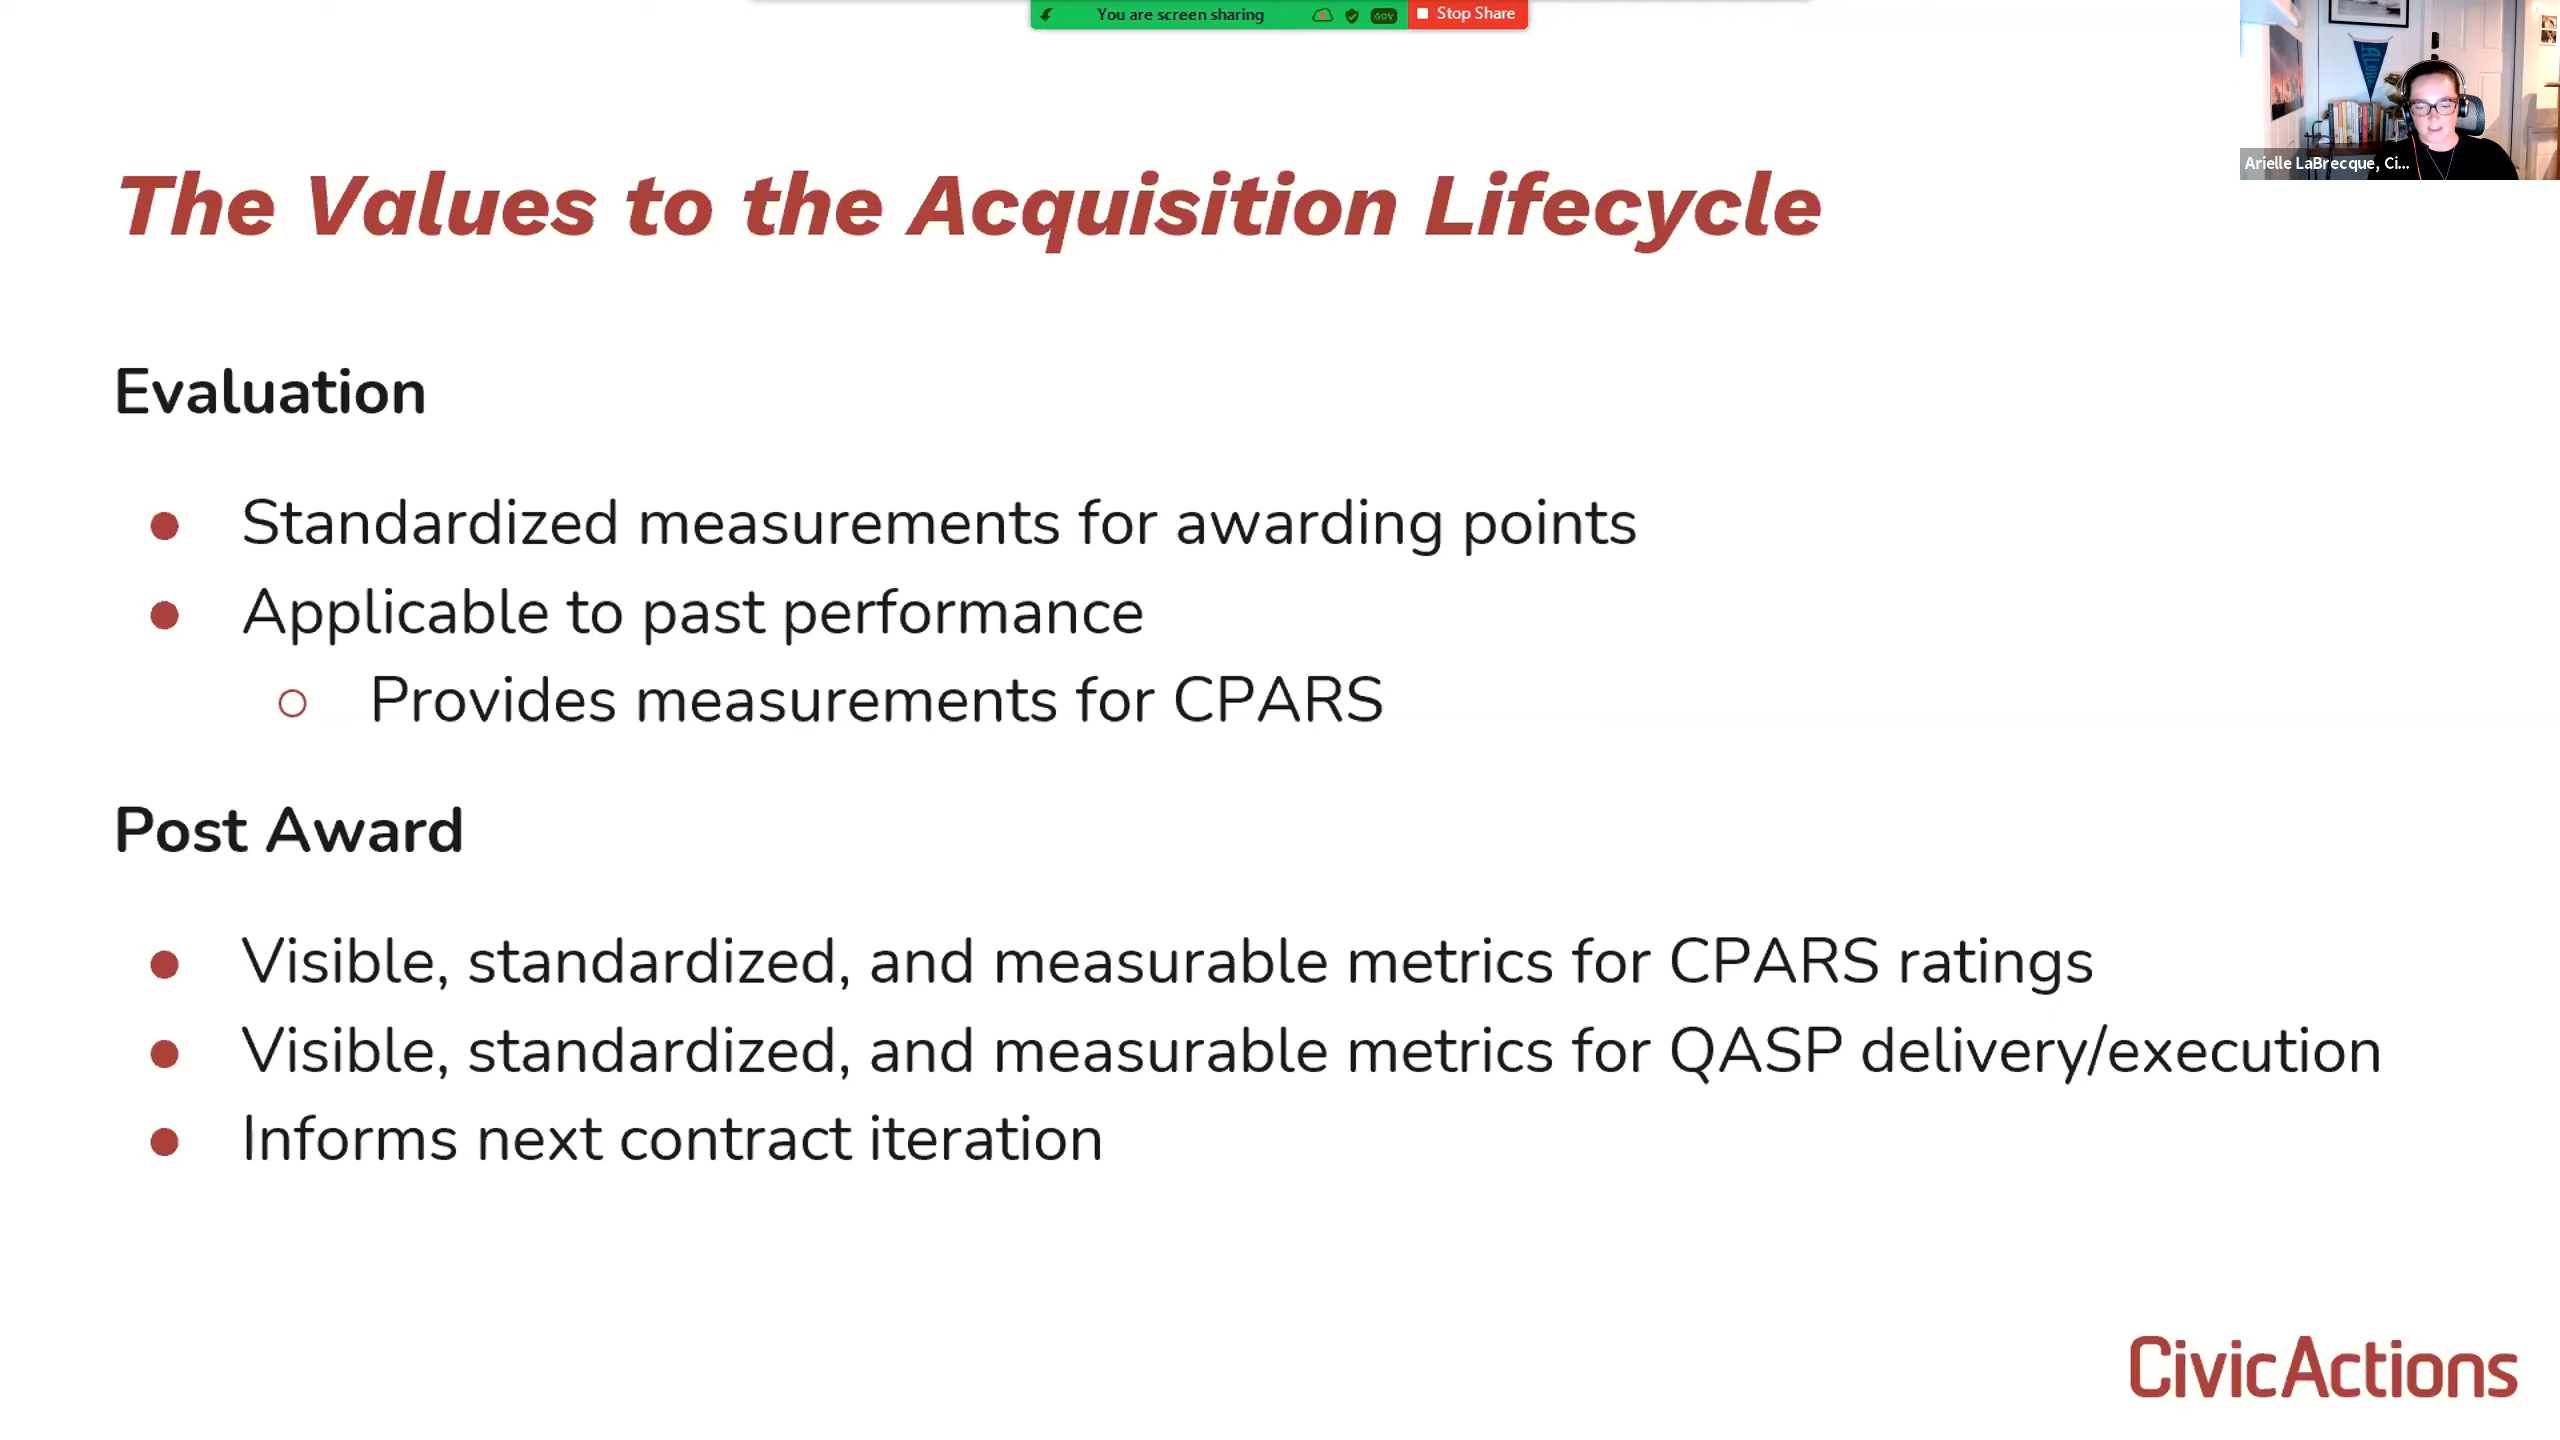 You are screen sharing
GOV
Stop Share
Arielle LaBrecque, Ci...
The Values to the Acquisition Lifecycle
Evaluation
● Standardized measurements for awarding points
● Applicable to past performance
○ Provides measurements for CPARS
Post Award
● Visible, standardized, and measurable metrics for CPARS ratings
● Visible, standardized, and measurable metrics for QASP delivery/execution
● Informs next contract iteration
CivicActions